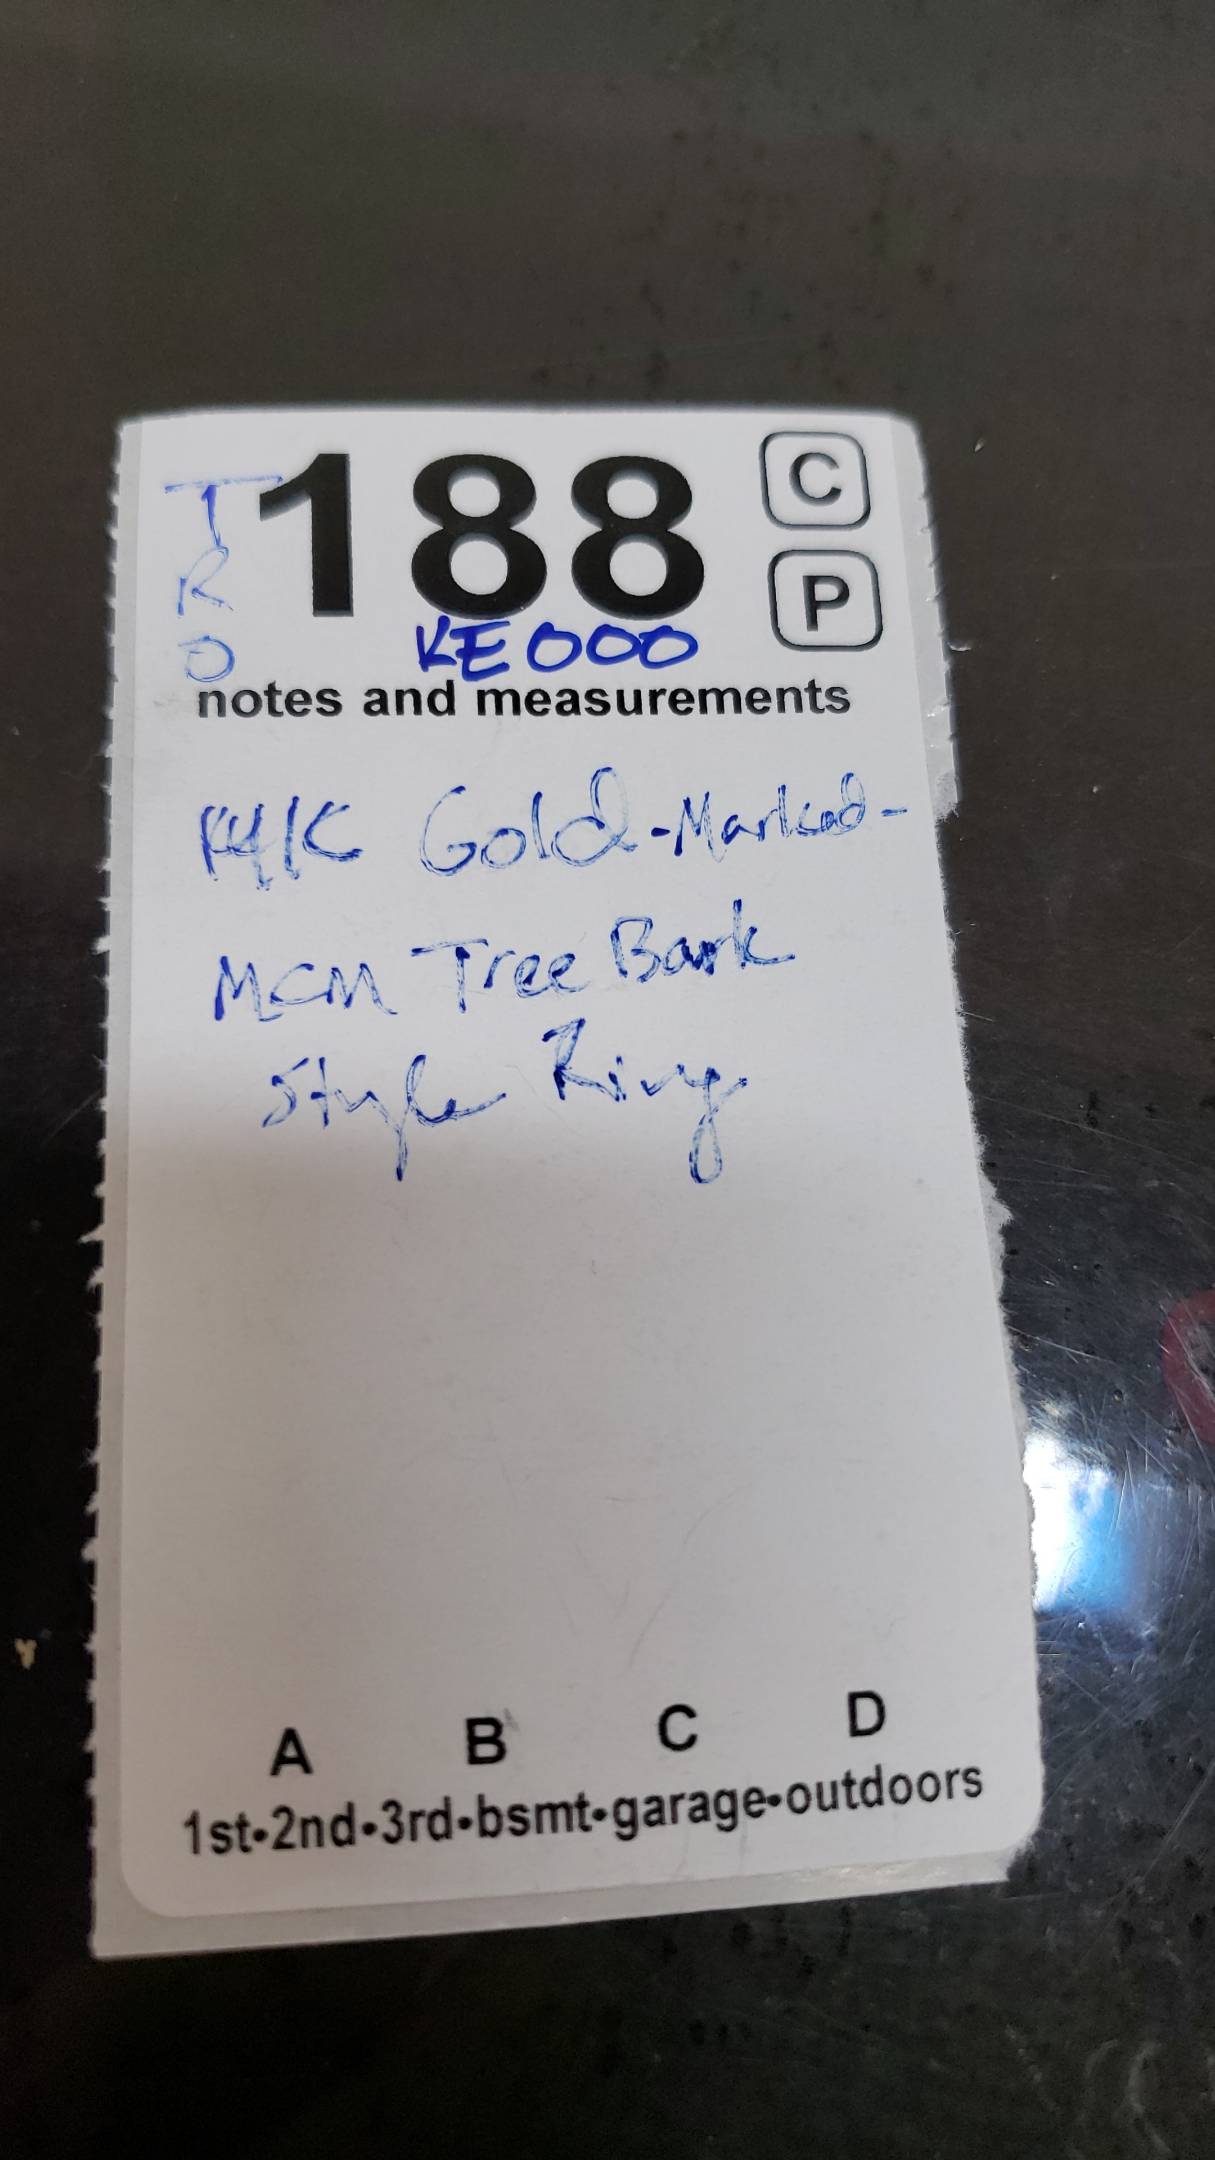 T 188 C
R P
O KE000
notes and measurements
14K Gold -Marked-
MCM Tree Bark
Style Ring
A B C D
1st•2nd•3rd•bsmt•garage•outdoors